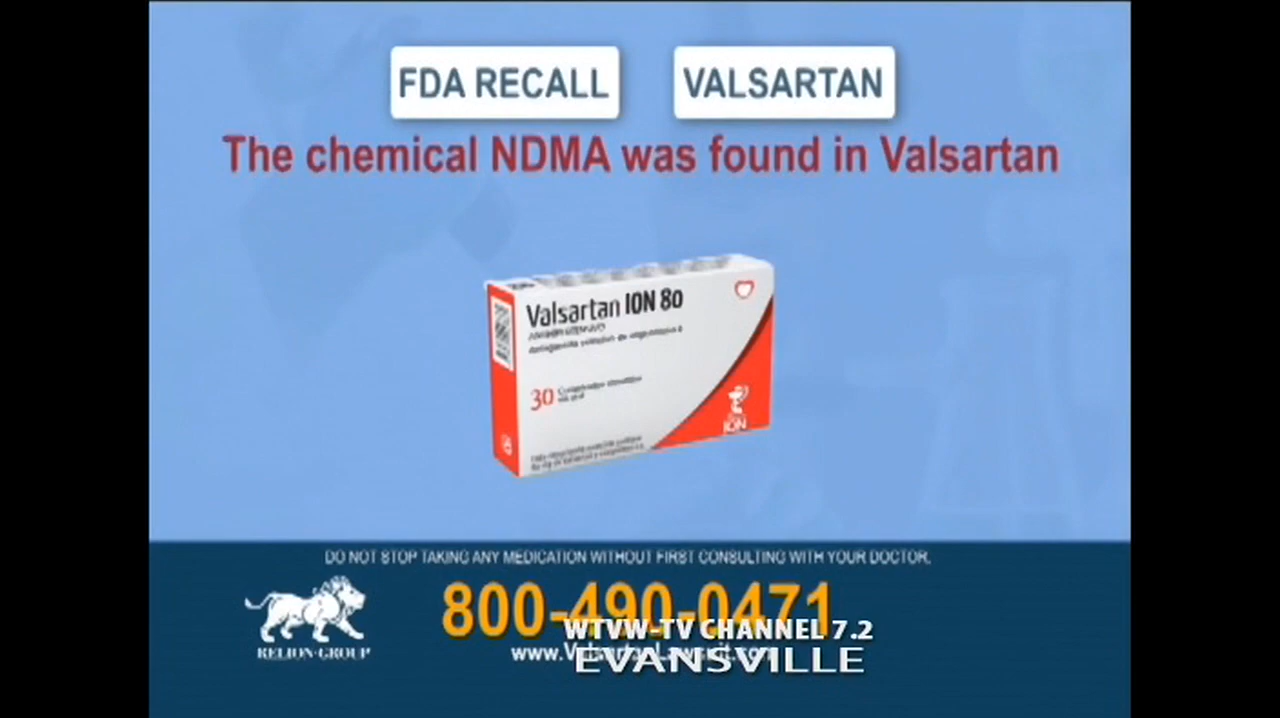 FDA RECALL VALSARTAN
The chemical NDMA was found in Valsartan
Valsartan ION 80
30
ION
DO NOT STOP TAKING ANY MEDICATION WITHOUT FIRST CONSULTING WITH YOUR DOCTOR.
800-490-0471
WTVW-TV CHANNEL 7.2
EVANSVILLE
RELION·GROUP